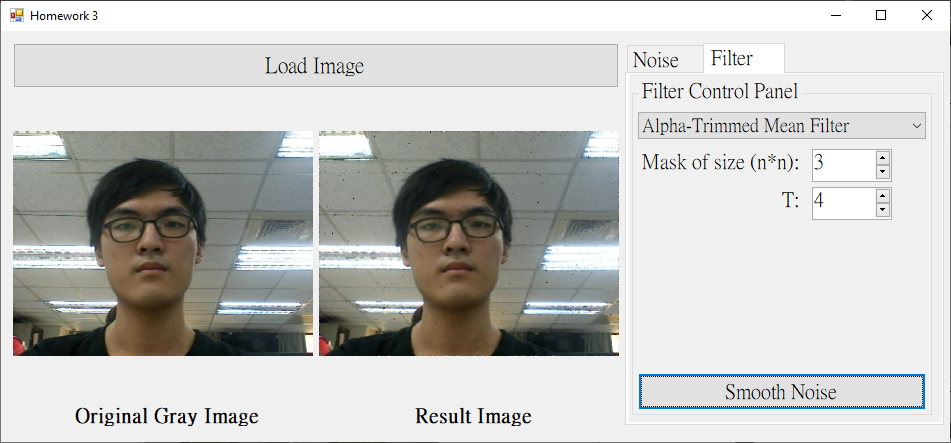 Homework 3
Load Image
Noise
Filter
Filter Control Panel
Alpha-Trimmed Mean Filter
Mask of size (n*n): 3
T: 4
Smooth Noise
Original Gray Image
Result Image